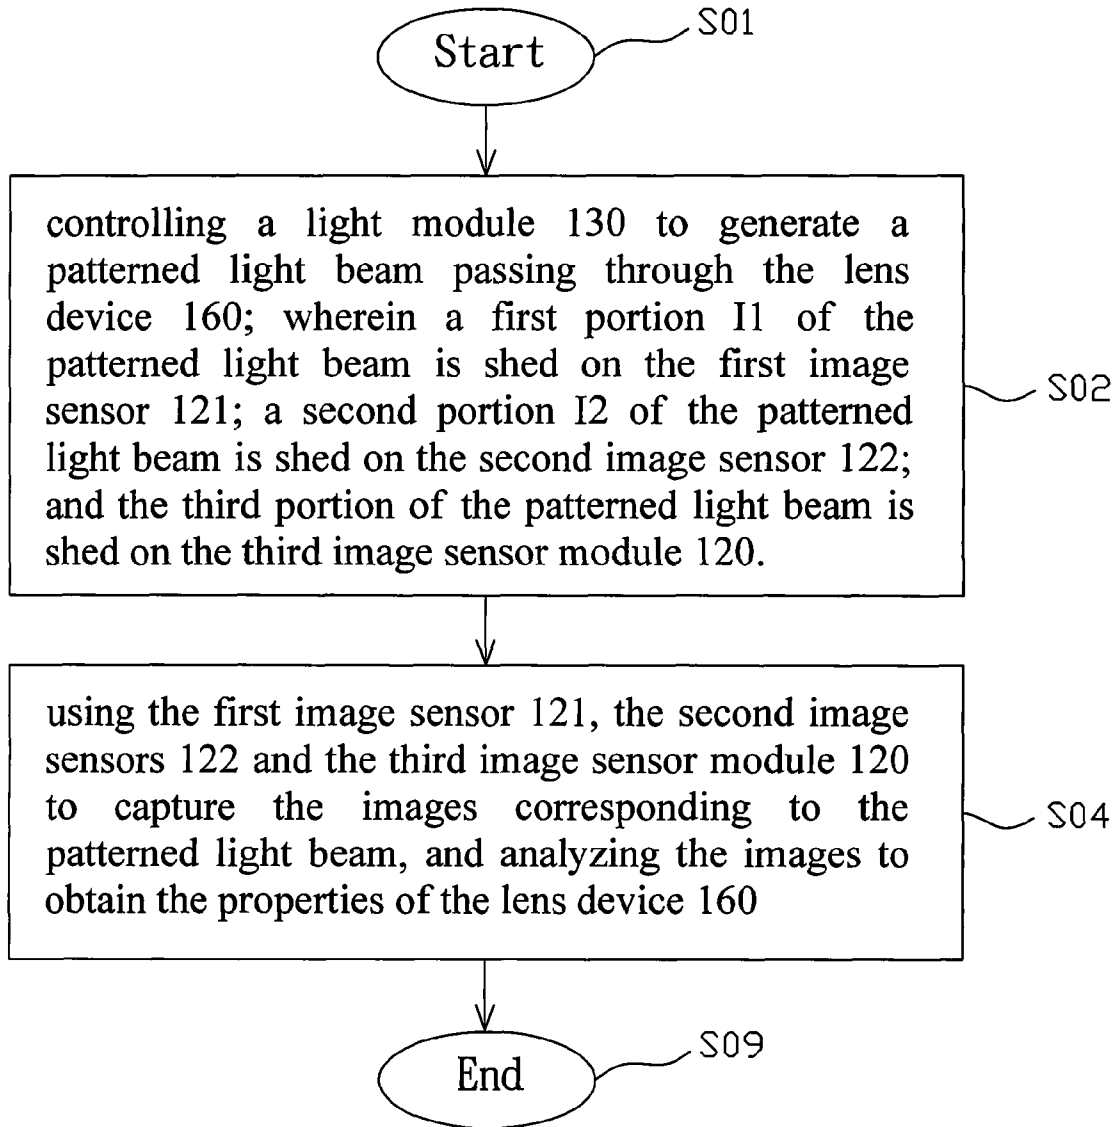 Start
S01
controlling a light module 130 to generate a
patterned light beam passing through the lens
device 160; wherein a first portion I1 of the
patterned light beam is shed on the first image
sensor 121; a second portion I2 of the patterned
light beam is shed on the second image sensor 122;
and the third portion of the patterned light beam is
shed on the third image sensor module 120.
S02
using the first image sensor 121, the second image
sensors 122 and the third image sensor module 120
to capture the images corresponding to the
patterned light beam, and analyzing the images to
obtain the properties of the lens device 160
S04
End
S09